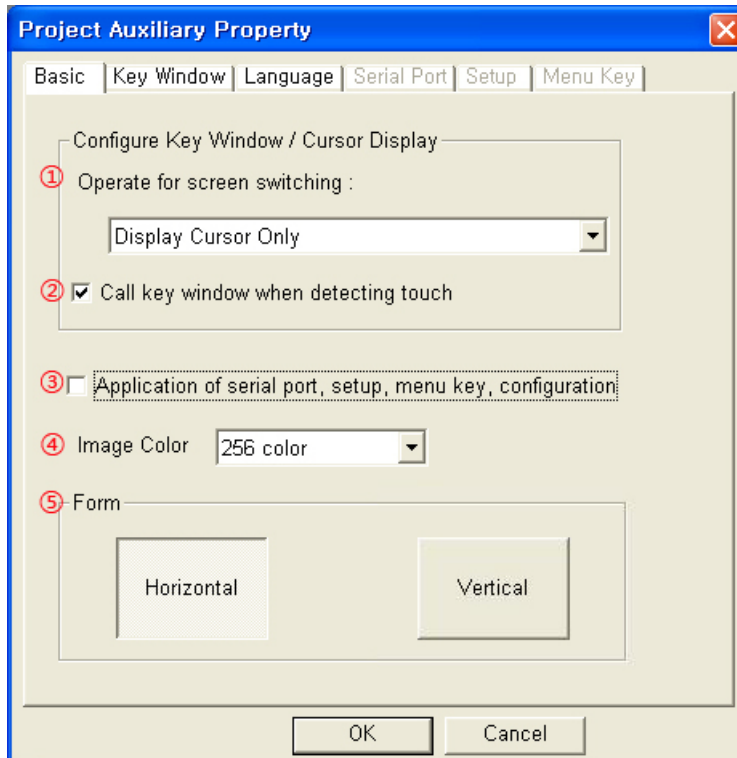 Project Auxiliary Property
Basic Key Window Language Serial Port Setup Menu Key
Configure Key Window / Cursor Display
① Operate for screen switching :
Display Cursor Only
② Call key window when detecting touch
③ Application of serial port, setup, menu key, configuration
④ Image Color 256 color
⑤ Form
Horizontal Vertical
OK Cancel